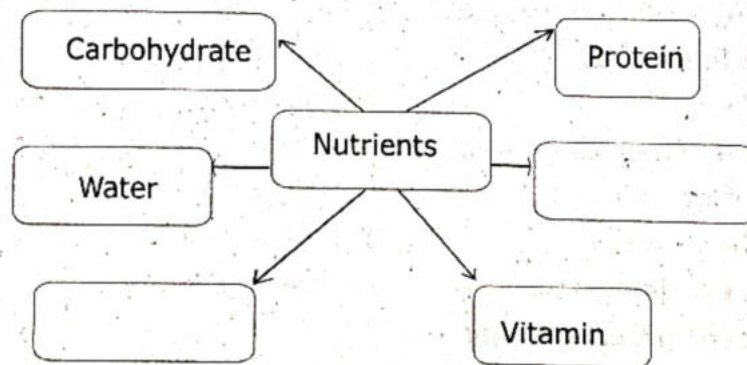 Carbohydrate
Protein
Nutrients
Water
Vitamin